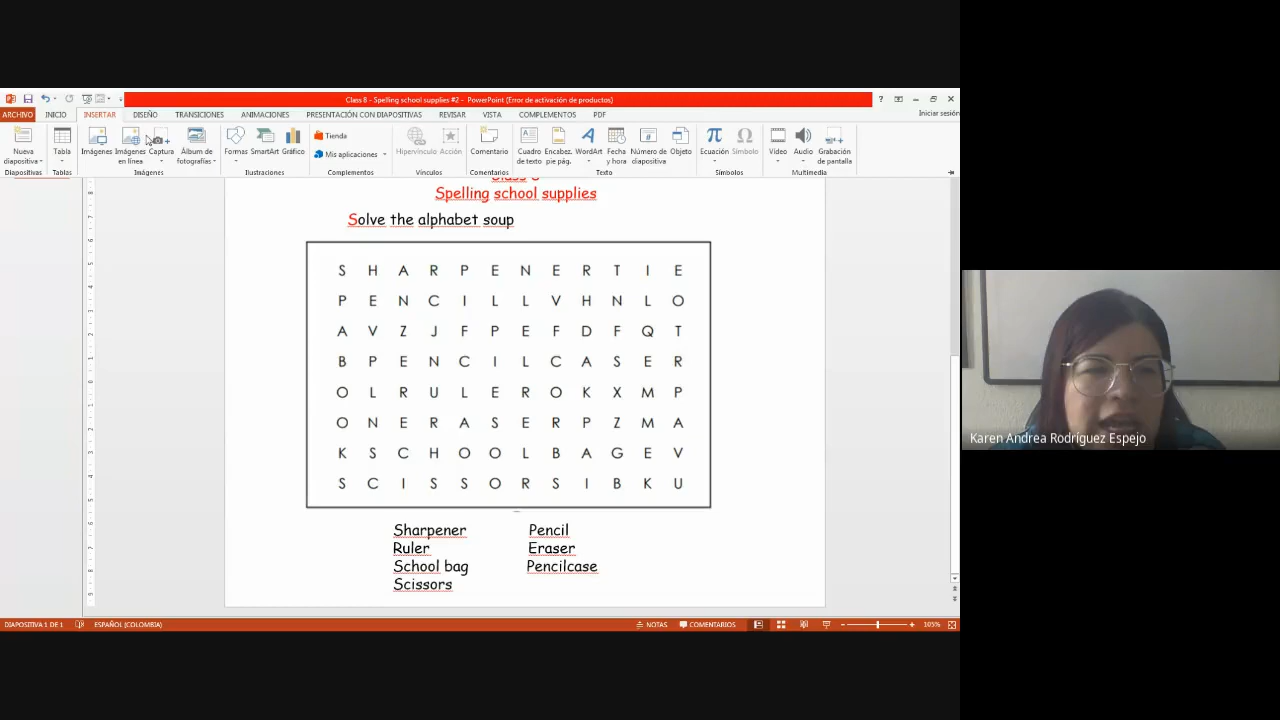 Class 8 - Spelling school supplies #2 - PowerPoint (Error de activación de productos)
ARCHIVO INICIO INSERTAR DISEÑO TRANSICIONES ANIMACIONES PRESENTACIÓN CON DIAPOSITIVAS REVISAR VISTA COMPLEMENTOS PDF Iniciar sesión
Nueva diapositiva Tabla Imágenes Imágenes en línea Captura Álbum de fotografías Formas SmartArt Gráfico Tienda Mis aplicaciones Hipervínculo Acción Comentario Cuadro de texto Encabez. pie pág. WordArt Fecha y hora Número de diapositiva Objeto Ecuación Símbolo Vídeo Audio Grabación de pantalla
Diapositivas Tablas Imágenes Ilustraciones Complementos Vínculos Comentarios Texto Símbolos Multimedia
Spelling school supplies
Solve the alphabet soup
S H A R P E N E R T I E
P E N C I L L V H N L O
A V Z J F P E F D F Q T
B P E N C I L C A S E R
O L R U L E R O K X M P
O N E R A S E R P Z M A
K S C H O O L B A G E V
S C I S S O R S I B K U
Sharpener Pencil
Ruler Eraser
School bag Pencilcase
Scissors
Karen Andrea Rodríguez Espejo
DIAPOSITIVA 1 DE 1 ESPAÑOL (COLOMBIA) NOTAS COMENTARIOS 105%